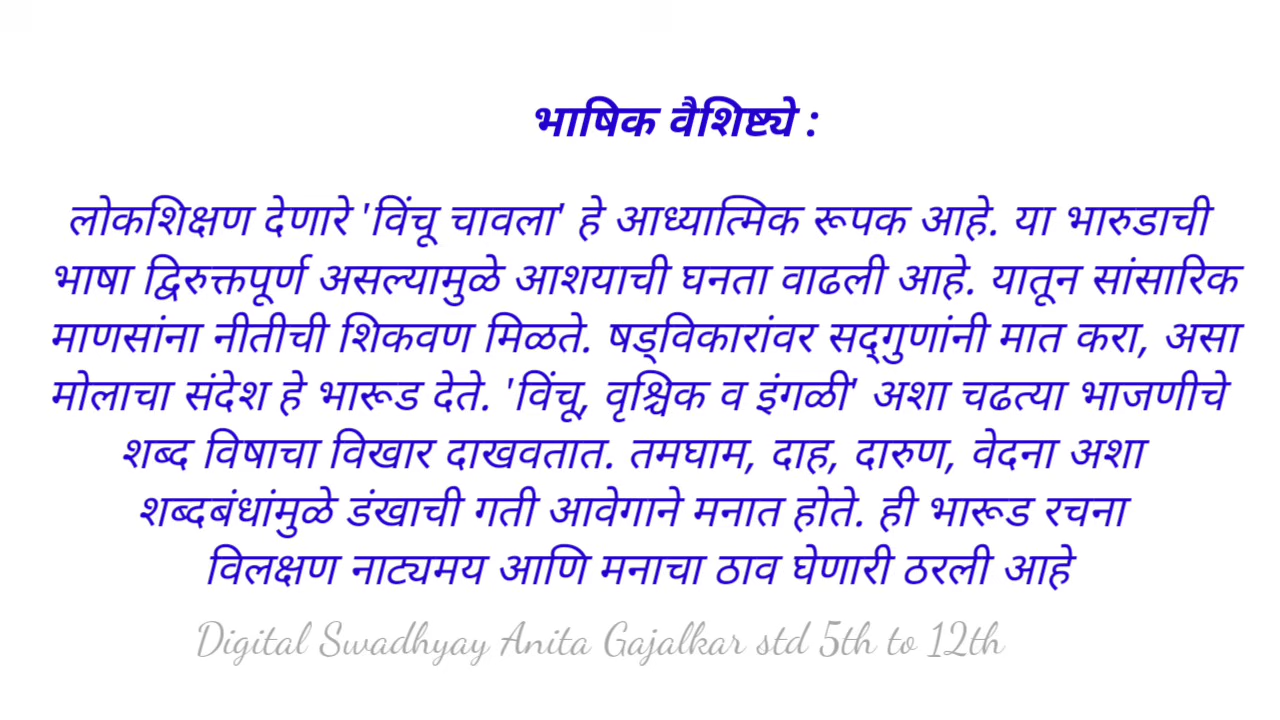 भाषिक वैशिष्ट्ये :
लोकशिक्षण देणारे 'विंचू चावला' हे आध्यात्मिक रूपक आहे. या भारुडाची
भाषा द्विरुक्तपूर्ण असल्यामुळे आशयाची घनता वाढली आहे. यातून सांसारिक
माणसांना नीतीची शिकवण मिळते. षड्‌विकारांवर सद्‌गुणांनी मात करा, असा
मोलाचा संदेश हे भारूड देते. 'विंचू, वृश्चिक व इंगळी' अशा चढत्या भाजणीचे
शब्द विषाचा विखार दाखवतात. तमघाम, दाह, दारुण, वेदना अशा
शब्दबंधांमुळे डंखाची गती आवेगाने मनात होते. ही भारूड रचना
विलक्षण नाट्यमय आणि मनाचा ठाव घेणारी ठरली आहे
Digital Swadhyay Anita Gajalkar std 5th to 12th